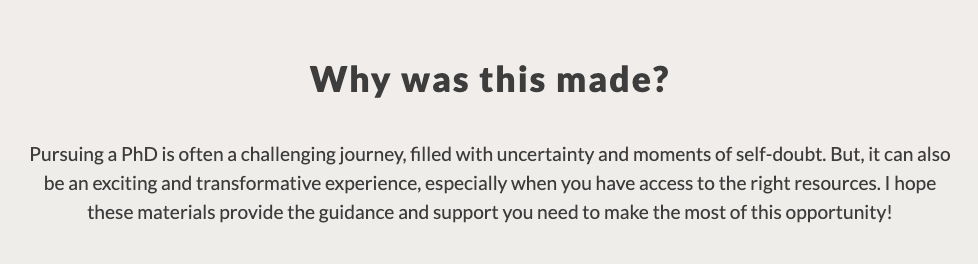 Why was this made?
Pursuing a PhD is often a challenging journey, filled with uncertainty and moments of self-doubt. But, it can also
be an exciting and transformative experience, especially when you have access to the right resources. I hope
these materials provide the guidance and support you need to make the most of this opportunity!